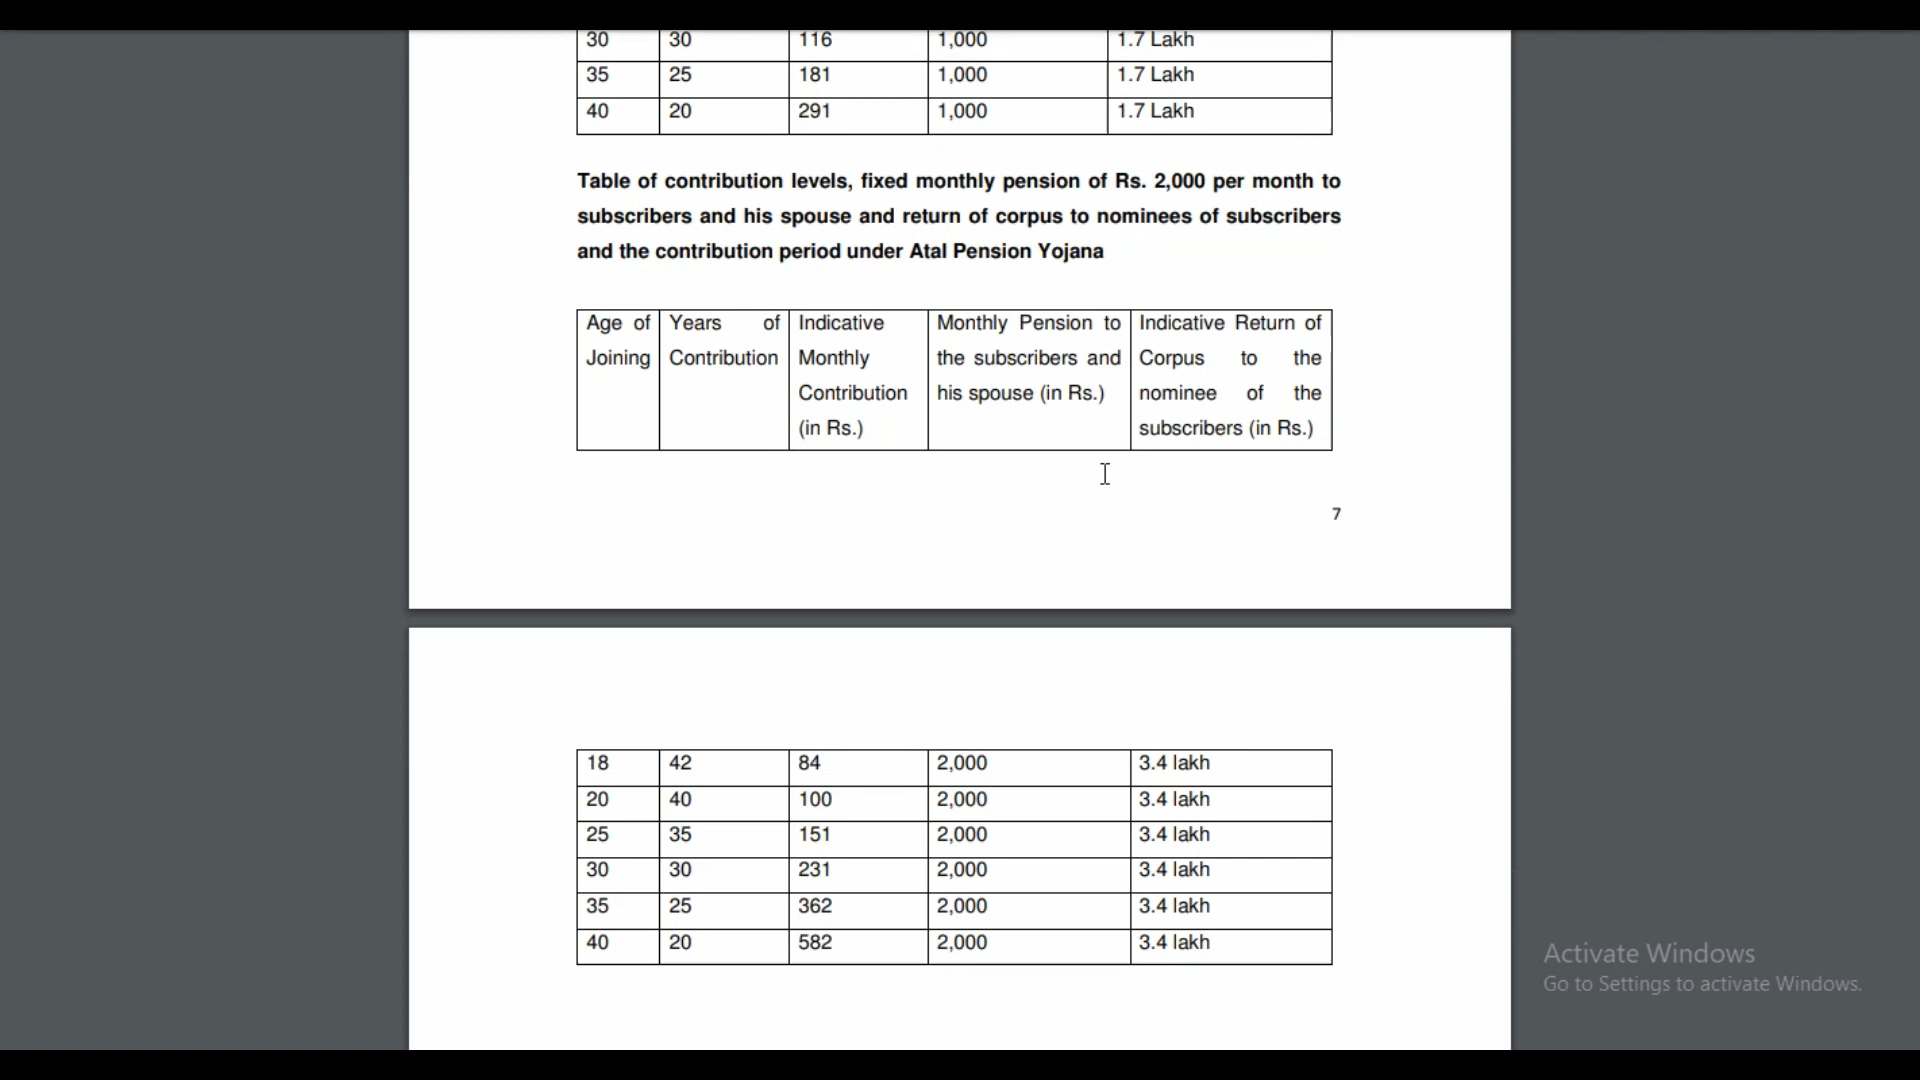 30 30 116 1,000 1.7 Lakh
35 25 181 1,000 1.7 Lakh
40 20 291 1,000 1.7 Lakh
Table of contribution levels, fixed monthly pension of Rs. 2,000 per month to
subscribers and his spouse and return of corpus to nominees of subscribers
and the contribution period under Atal Pension Yojana
Age of Years of Indicative Monthly Pension to Indicative Return of
Joining Contribution Monthly the subscribers and Corpus to the
Contribution his spouse (in Rs.) nominee of the
(in Rs.) subscribers (in Rs.)
7
18 42 84 2,000 3.4 lakh
20 40 100 2,000 3.4 lakh
25 35 151 2,000 3.4 lakh
30 30 231 2,000 3.4 lakh
35 25 362 2,000 3.4 lakh
40 20 582 2,000 3.4 lakh
Activate Windows
Go to Settings to activate Windows.